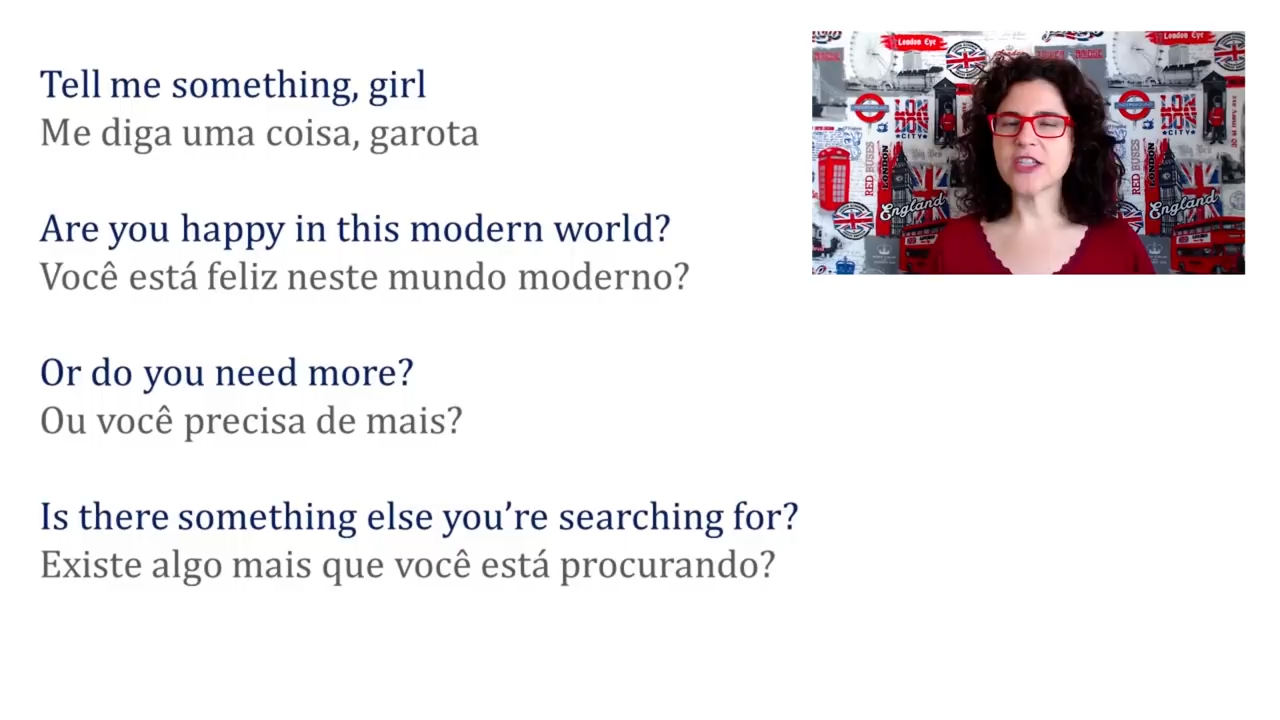 Tell me something, girl
Me diga uma coisa, garota
Are you happy in this modern world?
Você está feliz neste mundo moderno?
Or do you need more?
Ou você precisa de mais?
Is there something else you’re searching for?
Existe algo mais que você está procurando?
London Eye
UNDERGROUND
LON
DON
CITY
RED BUSES
LONDON
England
UNDERGROUND
LON
DON
CITY
RED BUSES
LONDON
England